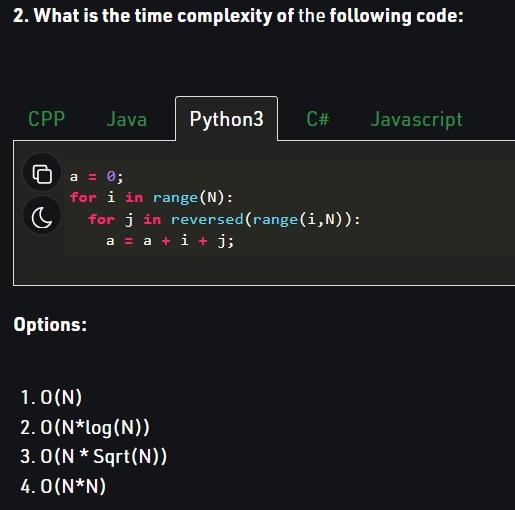 2. What is the time complexity of the following code:
CPP Java Python3 C# Javascript
a = 0;
for i in range(N):
  for j in reversed(range(i,N)):
    a = a + i + j;
Options:
1. O(N)
2. O(N*log(N))
3. O(N * Sqrt(N))
4. O(N*N)